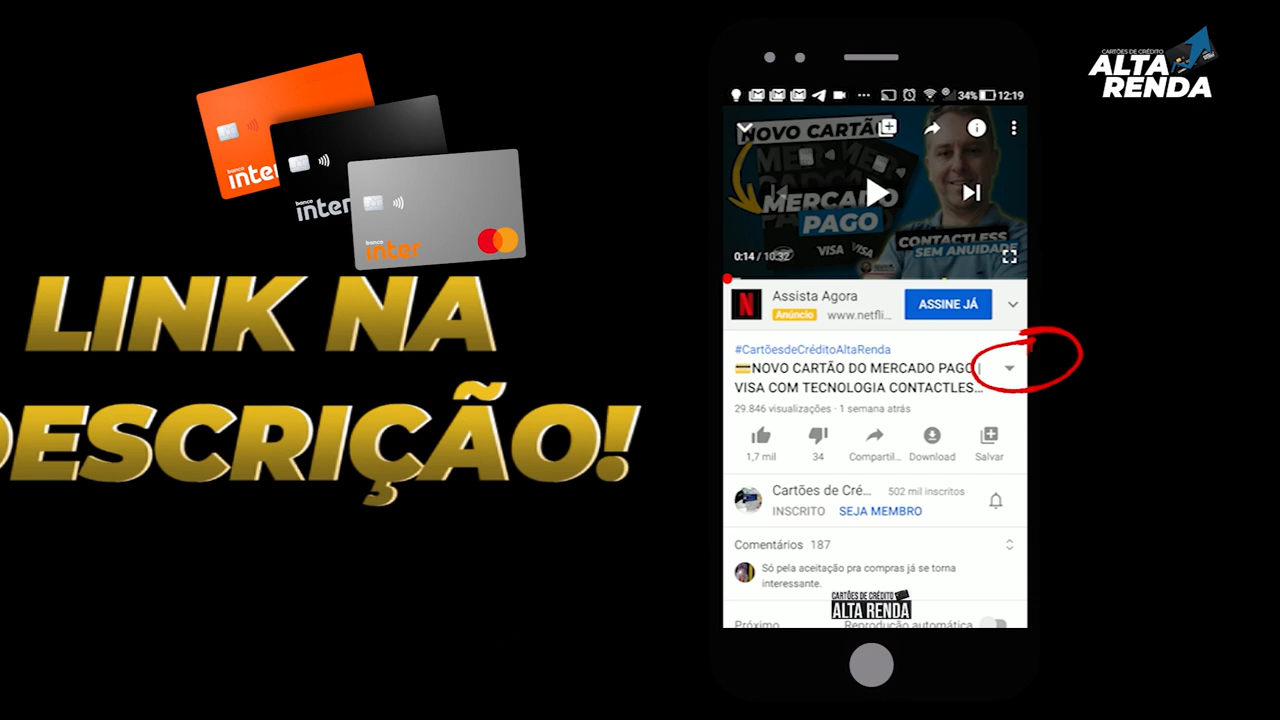 banco
inter
banco
inter
banco
inter
LINK NA
DESCRIÇÃO!
CARTÕES DE CRÉDITO
ALTA
RENDA
34% 12:19
NOVO CARTÃO
MERCADO
PAGO
VISA VISA
CONTACTLESS
SEM ANUIDADE
0:14 / 10:32
N
Assista Agora
Anúncio www.netfli...
ASSINE JÁ
#CartõesdeCréditoAltaRenda
NOVO CARTÃO DO MERCADO PAGO |
VISA COM TECNOLOGIA CONTACTLES...
29.846 visualizações · 1 semana atrás
1,7 mil 34 Compartil... Download Salvar
Cartões de Cré... 502 mil inscritos
INSCRITO SEJA MEMBRO
Comentários 187
Só pela aceitação pra compras já se torna
interessante.
CARTÕES DE CRÉDITO
ALTA RENDA
Próximo Reprodução automática